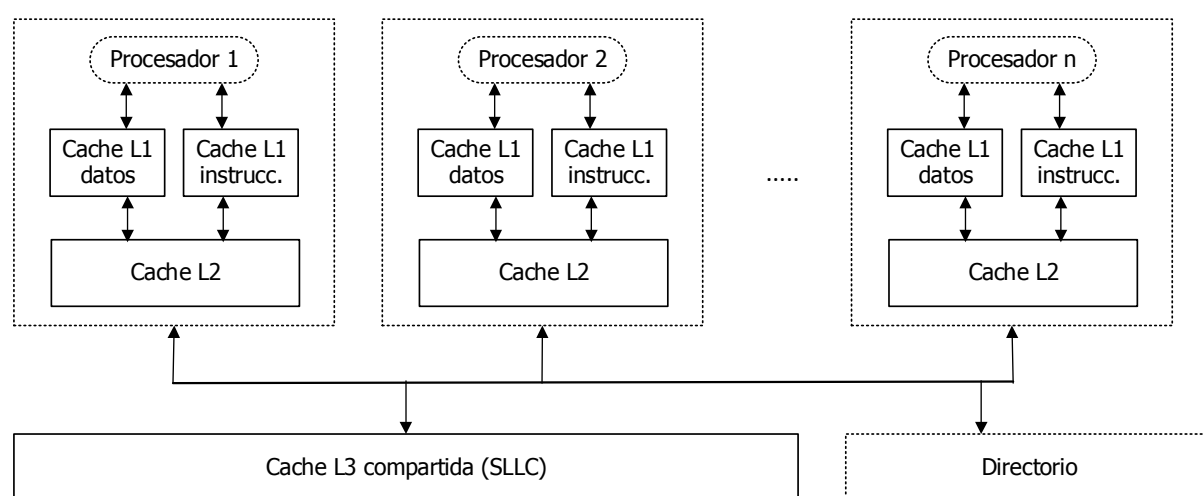 Procesador 1
Cache L1
datos
Cache L1
instrucc.
Cache L2
Procesador 2
Cache L1
datos
Cache L1
instrucc.
Cache L2
.....
Procesador n
Cache L1
datos
Cache L1
instrucc.
Cache L2
Cache L3 compartida (SLLC)
Directorio